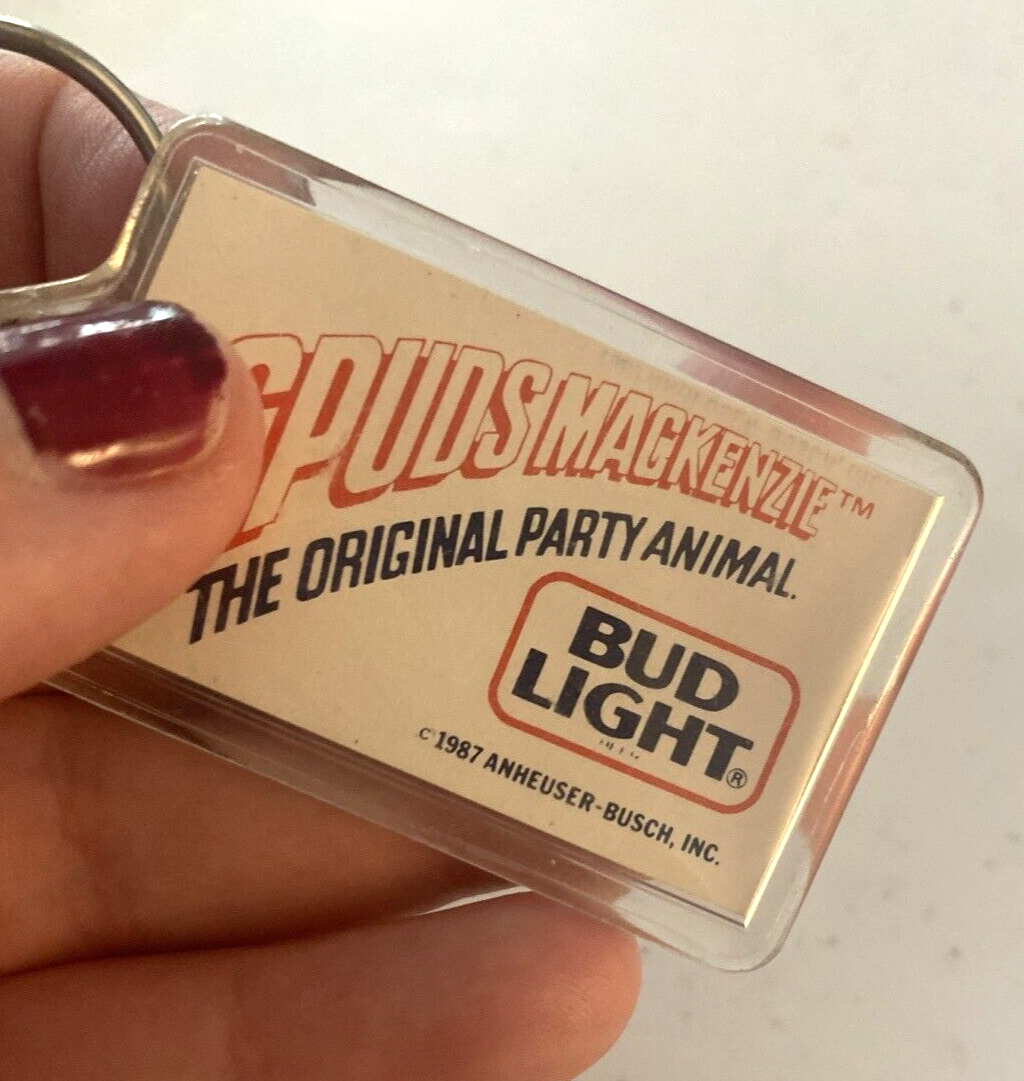 SPUDS MACKENZIE™
THE ORIGINAL PARTY ANIMAL.
BUD
LIGHT®
© 1987 ANHEUSER-BUSCH, INC.